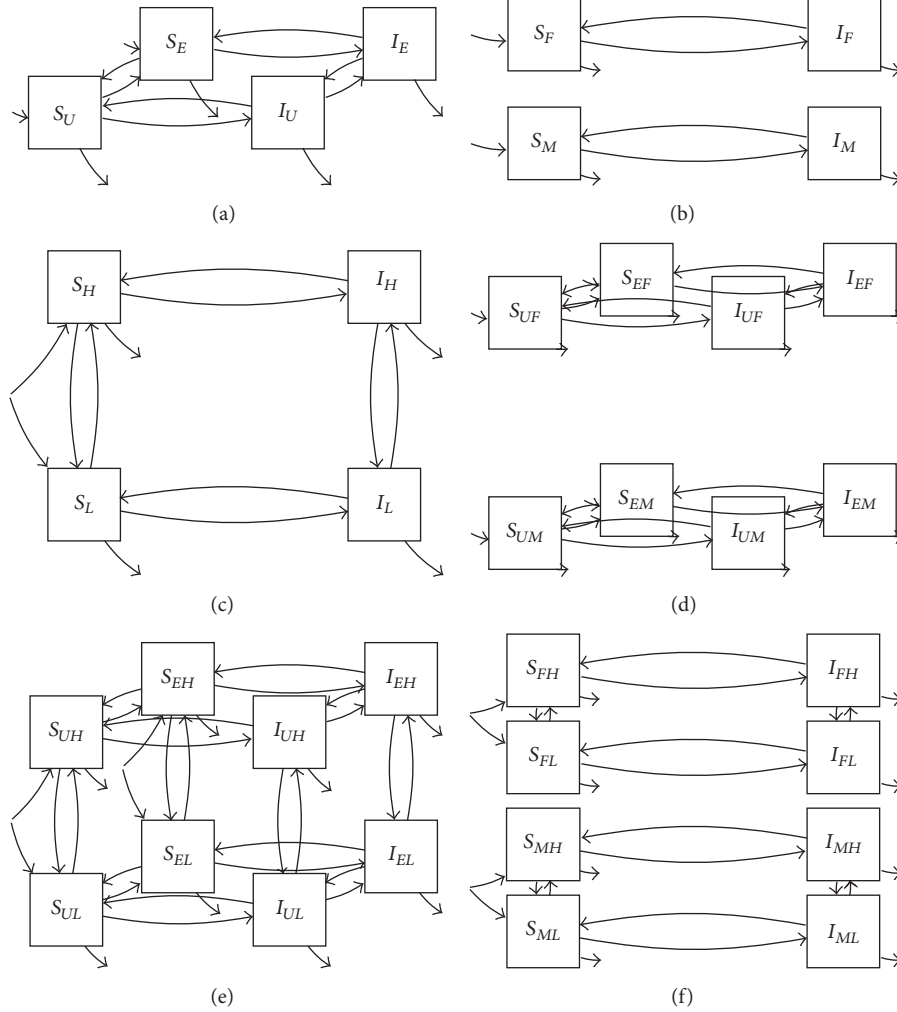 S_E
I_E
S_U
I_U
(a)
S_F
I_F
S_M
I_M
(b)
S_H
I_H
S_L
I_L
(c)
S_EF
I_EF
S_UF
I_UF
S_EM
I_EM
S_UM
I_UM
(d)
S_EH
I_EH
S_UH
I_UH
S_EL
I_EL
S_UL
I_UL
(e)
S_FH
I_FH
S_FL
I_FL
S_MH
I_MH
S_ML
I_ML
(f)